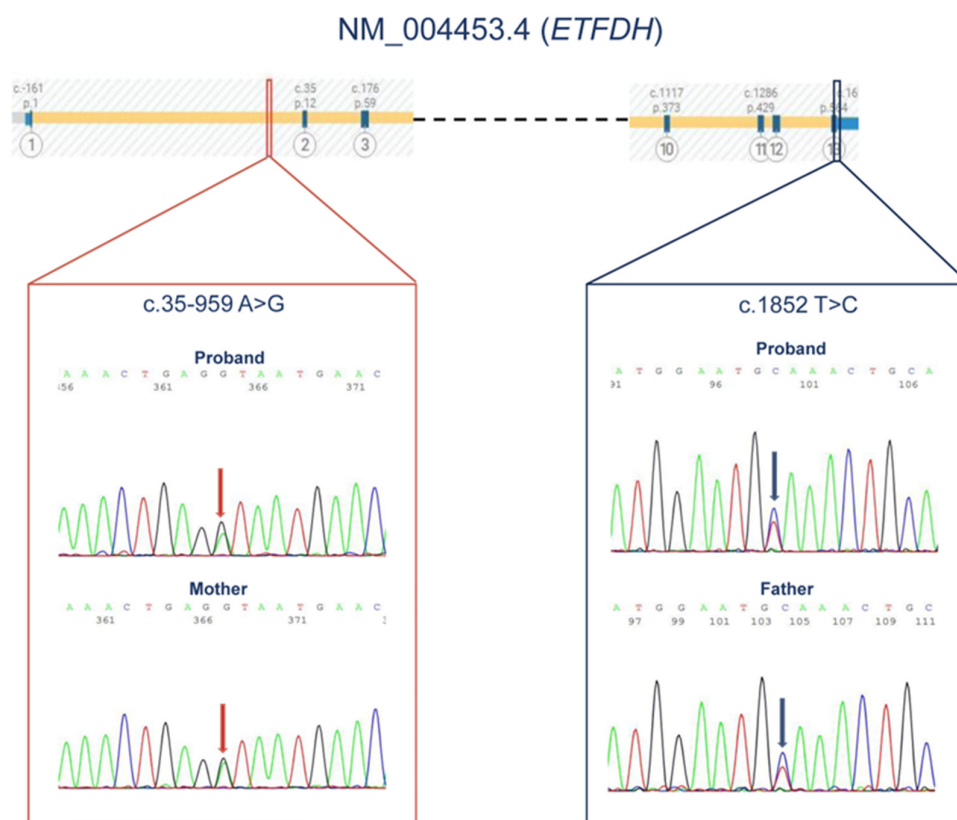 NM_004453.4 (ETFDH)
c.-161 c.35 c.176 c.1117 c.1286 c.16
p.1 p.12 p.59 p.373 p.429
1 2 3 10 11 12 13
c.35-959 A>G
Proband
A A A C T G A G G T A A T G A A C
361 366 371
Mother
A A A C T G A G G T A A T G A A C
361 366 371
c.1852 T>C
Proband
A T G G A A T G C A A A C T G C A
91 96 101 106
Father
A T G G A A T G C A A A C T G C
97 99 101 103 105 107 109 111